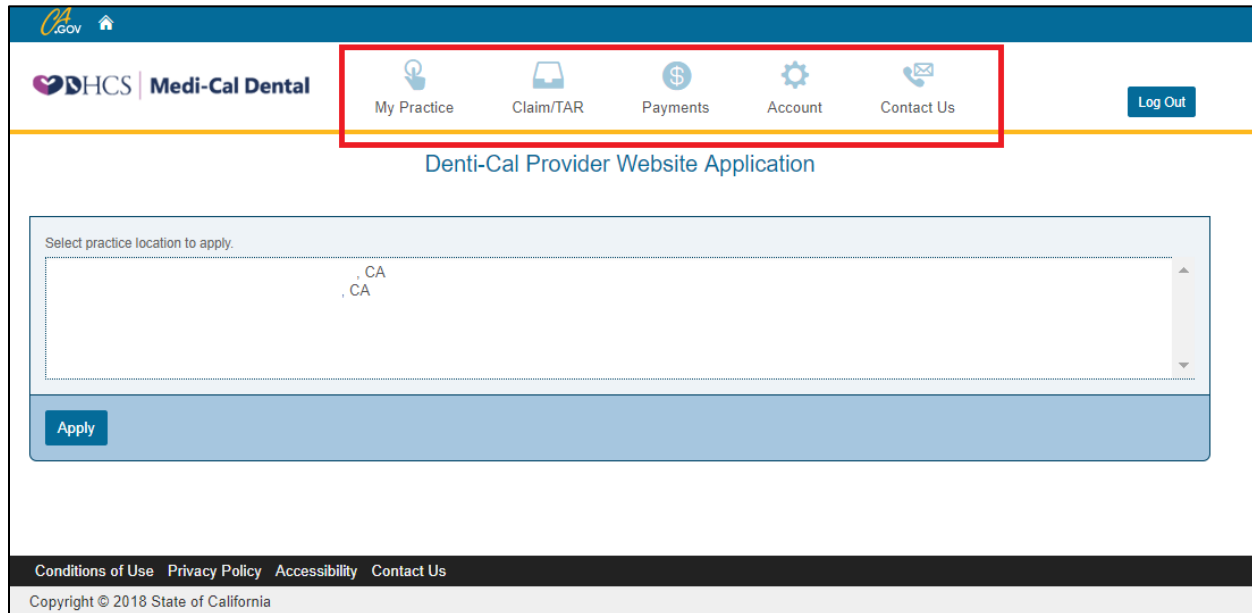 CA.GOV
DHCS | Medi-Cal Dental
My Practice Claim/TAR Payments Account Contact Us
Log Out
Denti-Cal Provider Website Application
Select practice location to apply.
, CA
, CA
Apply
Conditions of Use Privacy Policy Accessibility Contact Us
Copyright © 2018 State of California